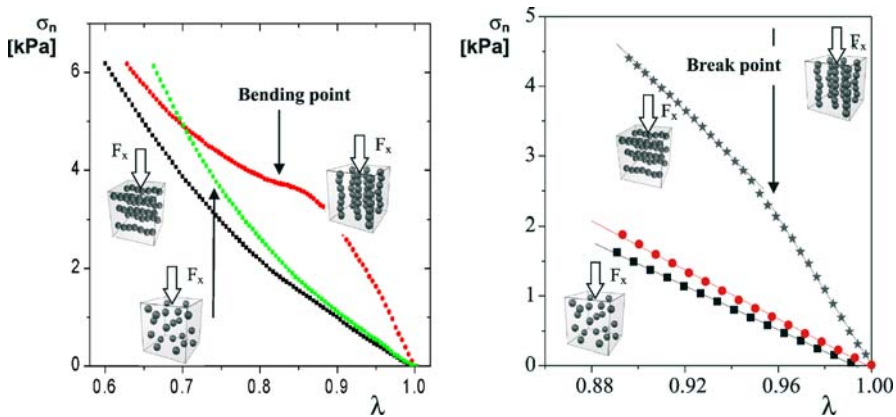 σn
[kPa]
6
4
2
0
0.6 0.7 0.8 0.9 1.0
λ
Bending point
Fx
Fx
Fx
σn
[kPa]
5
4
3
2
1
0
0.88 0.92 0.96 1.00
λ
Break point
Fx
Fx
Fx